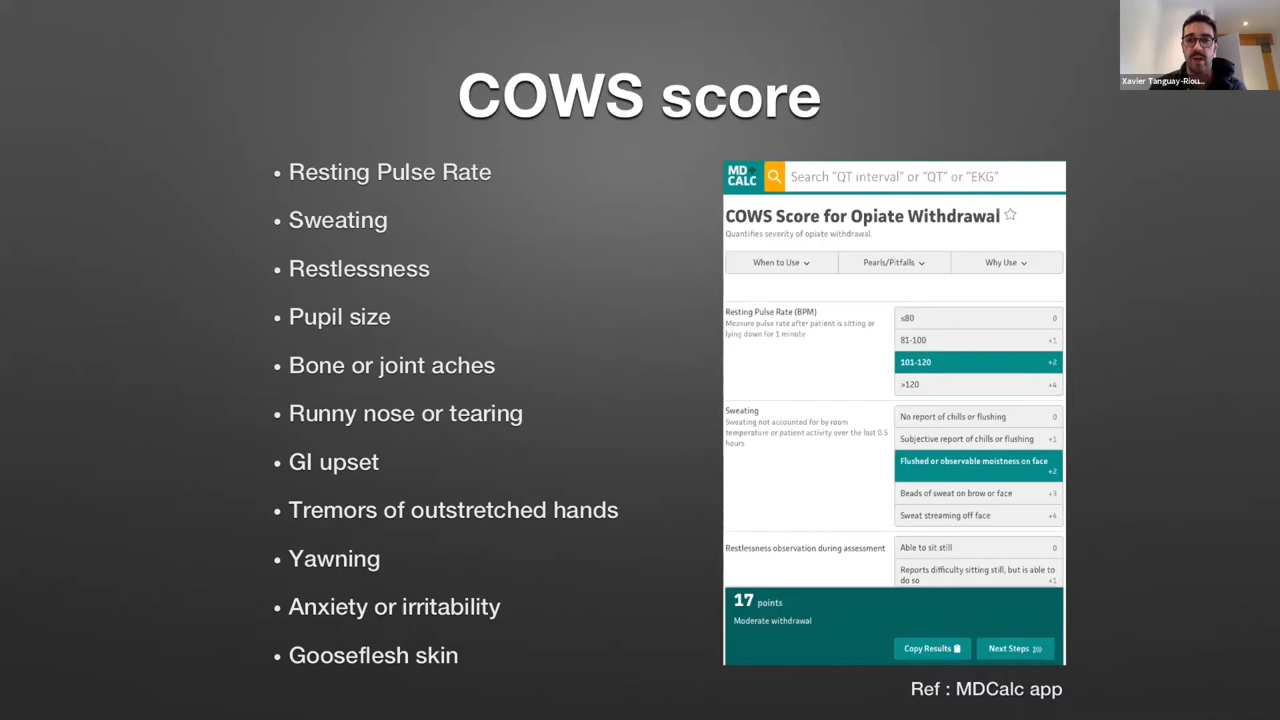 COWS score
• Resting Pulse Rate
• Sweating
• Restlessness
• Pupil size
• Bone or joint aches
• Runny nose or tearing
• GI upset
• Tremors of outstretched hands
• Yawning
• Anxiety or irritability
• Gooseflesh skin
MD+
CALC
Search “QT interval” or “QT” or “EKG”
COWS Score for Opiate Withdrawal
Quantifies severity of opiate withdrawal.
When to Use
Pearls/Pitfalls
Why Use
Resting Pulse Rate (BPM)
Measure pulse rate after patient is sitting or
lying down for 1 minute
≤80 0
81-100 +1
101-120 +2
>120 +4
Sweating
Sweating not accounted for by room
temperature or patient activity over the last 0.5
hours
No report of chills or flushing 0
Subjective report of chills or flushing +1
Flushed or observable moistness on face
+2
Beads of sweat on brow or face +3
Sweat streaming off face +4
Restlessness observation during assessment
Able to sit still 0
Reports difficulty sitting still, but is able to
do so +1
17 points
Moderate withdrawal
Copy Results
Next Steps
Ref : MDCalc app
Xavier Tanguay-Riou...